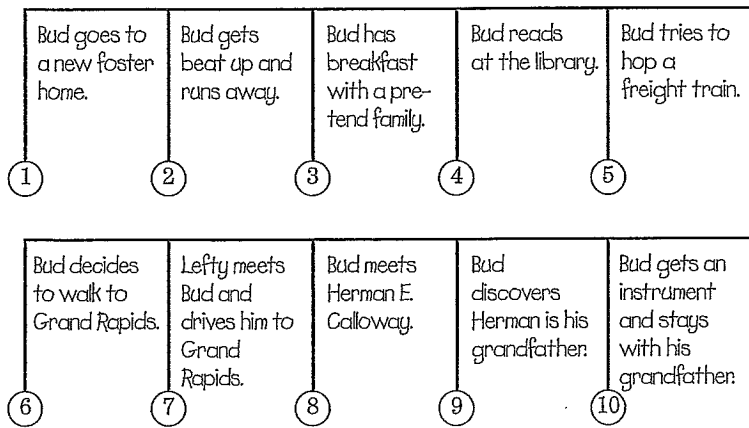 Bud goes to
a new foster
home.
Bud gets
beat up and
runs away.
Bud has
breakfast
with a pre-
tend family.
Bud reads
at the library.
Bud tries to
hop a
freight train.
1
2
3
4
5
Bud decides
to walk to
Grand Rapids.
Lefty meets
Bud and
drives him to
Grand
Rapids.
Bud meets
Herman E.
Calloway.
Bud
discovers
Herman is his
grandfather.
Bud gets an
instrument
and stays
with his
grandfather.
6
7
8
9
10